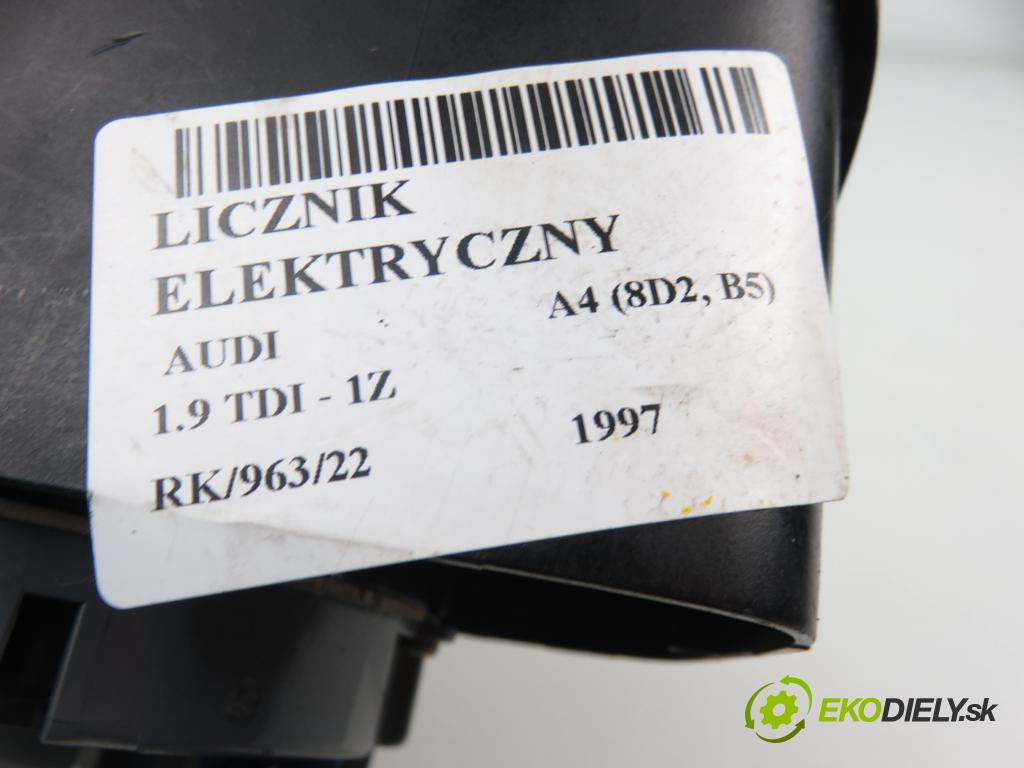 LICZNIK
ELEKTRYCZNY
AUDI A4 (8D2, B5)
1.9 TDI - 1Z
RK/963/22 1997
EKODIELY.sk